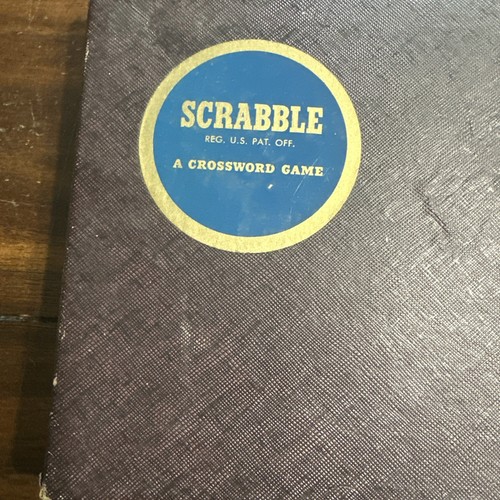 SCRABBLE
REG. U.S. PAT. OFF.
A CROSSWORD GAME